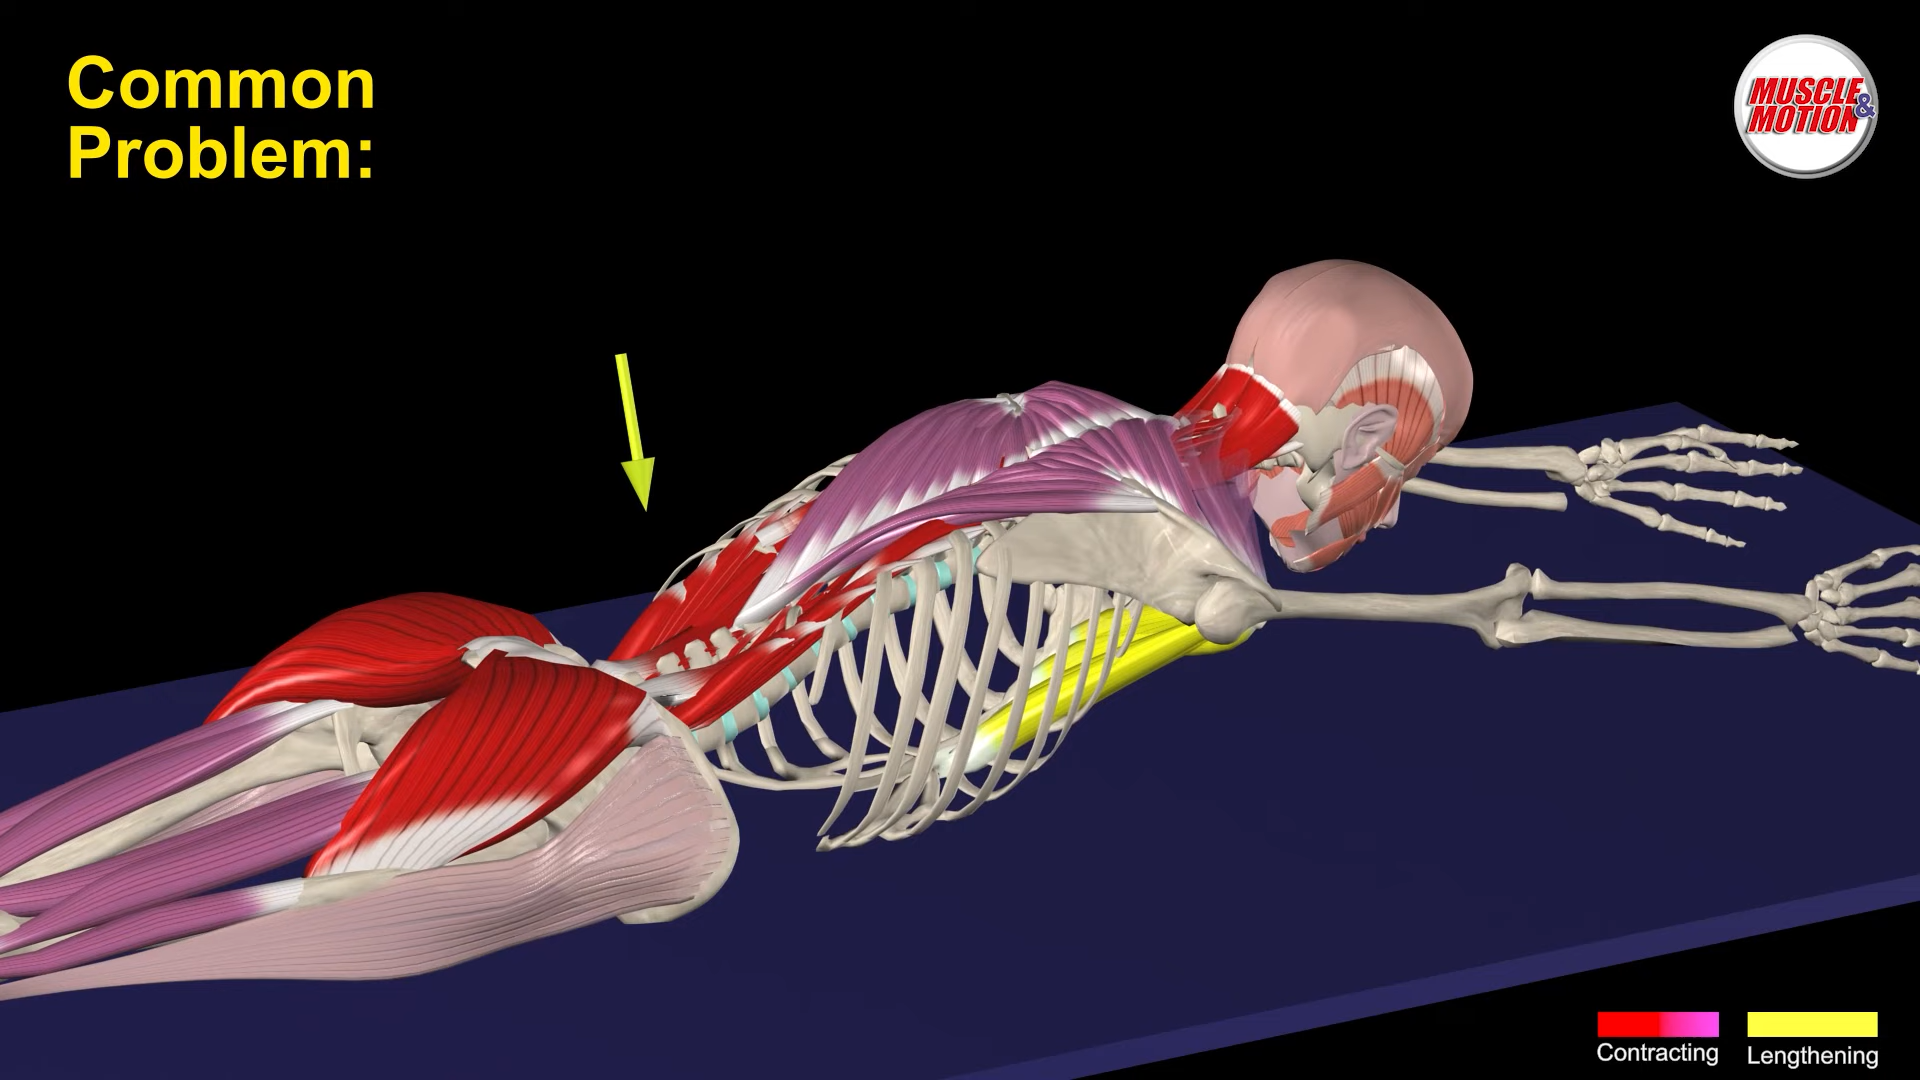 Common
Problem:
MUSCLE &
MOTION
Contracting
Lengthening